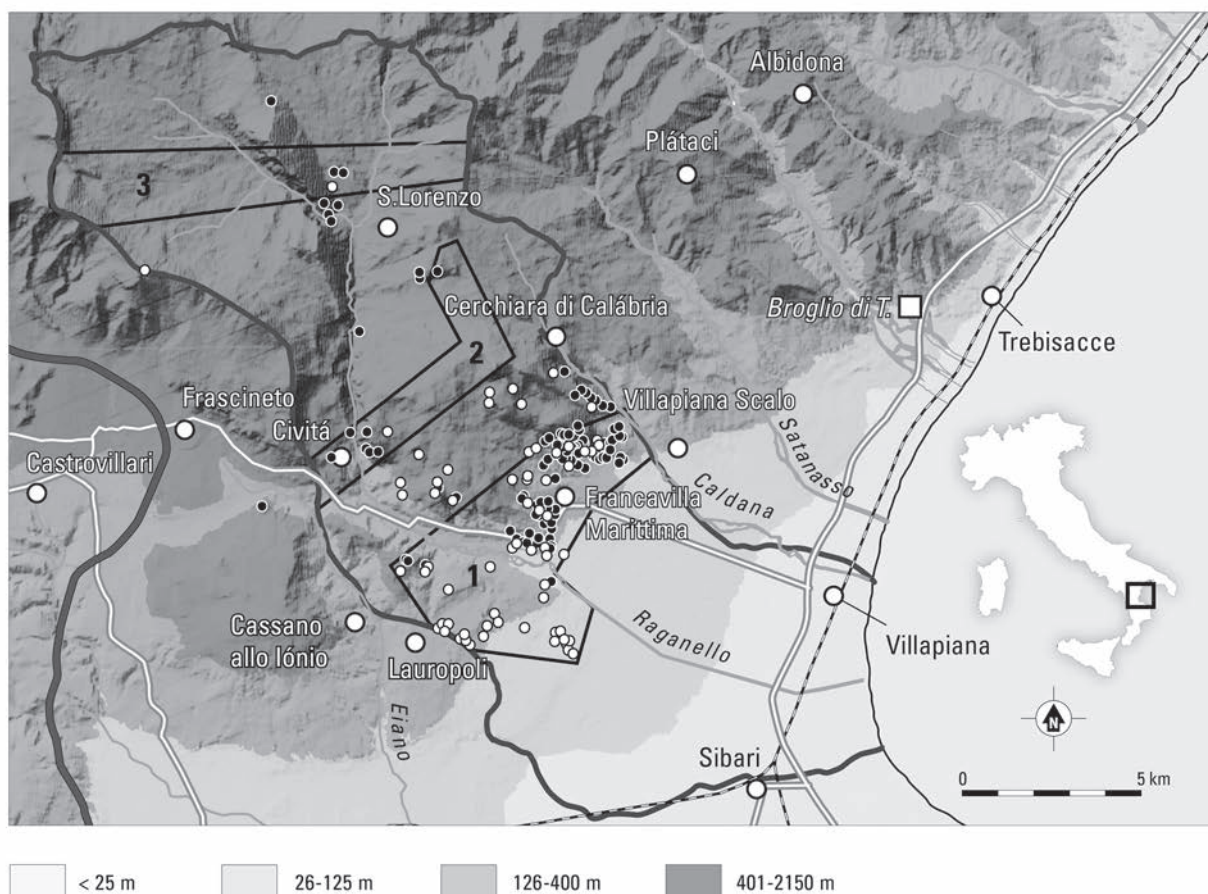 Albidona
Plátaci
3
S.Lorenzo
Cerchiara di Calábria
Broglio di T.
Trebisacce
2
Frascineto
Civitá
Villapiana Scalo
Castrovillari
Satanasso
Caldana
Francavilla
Marittima
1
Cassano
allo Iónio
Lauropoli
Raganello
Villapiana
Eiano
N
Sibari
0 5 km
< 25 m 26-125 m 126-400 m 401-2150 m